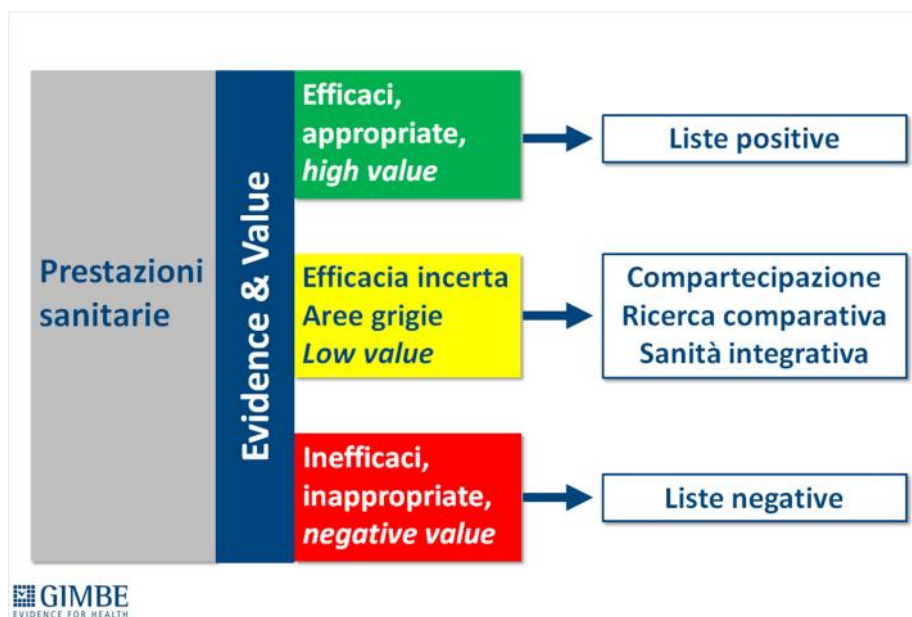 Prestazioni
sanitarie
Evidence & Value
Efficaci,
appropriate,
high value
Liste positive
Efficacia incerta
Aree grigie
Low value
Compartecipazione
Ricerca comparativa
Sanità integrativa
Inefficaci,
inappropriate,
negative value
Liste negative
GIMBE
EVIDENCE FOR HEALTH